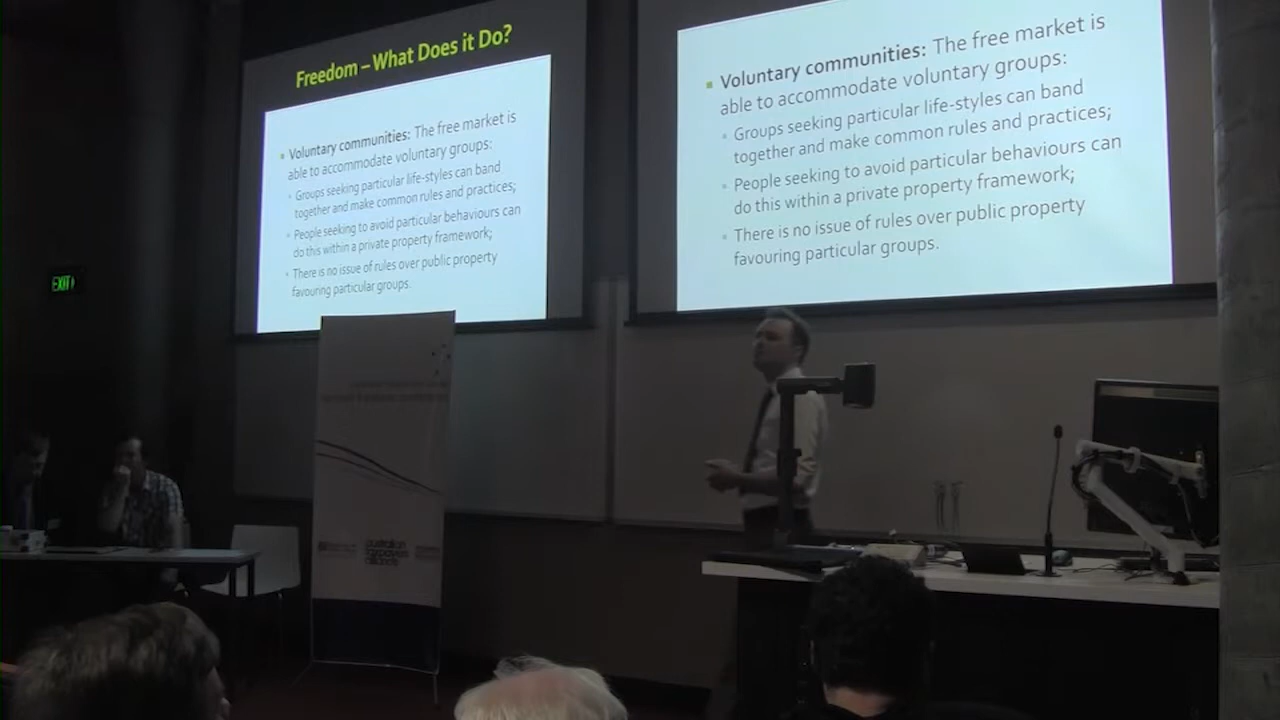 Freedom – What Does it Do?
Voluntary communities: The free market is
able to accommodate voluntary groups:
Groups seeking particular life-styles can band
together and make common rules and practices;
People seeking to avoid particular behaviours can
do this within a private property framework;
There is no issue of rules over public property
favouring particular groups.
Voluntary communities: The free market is
able to accommodate voluntary groups:
Groups seeking particular life-styles can band
together and make common rules and practices;
People seeking to avoid particular behaviours can
do this within a private property framework;
There is no issue of rules over public property
favouring particular groups.
EXIT
australian
taxpayers
alliance